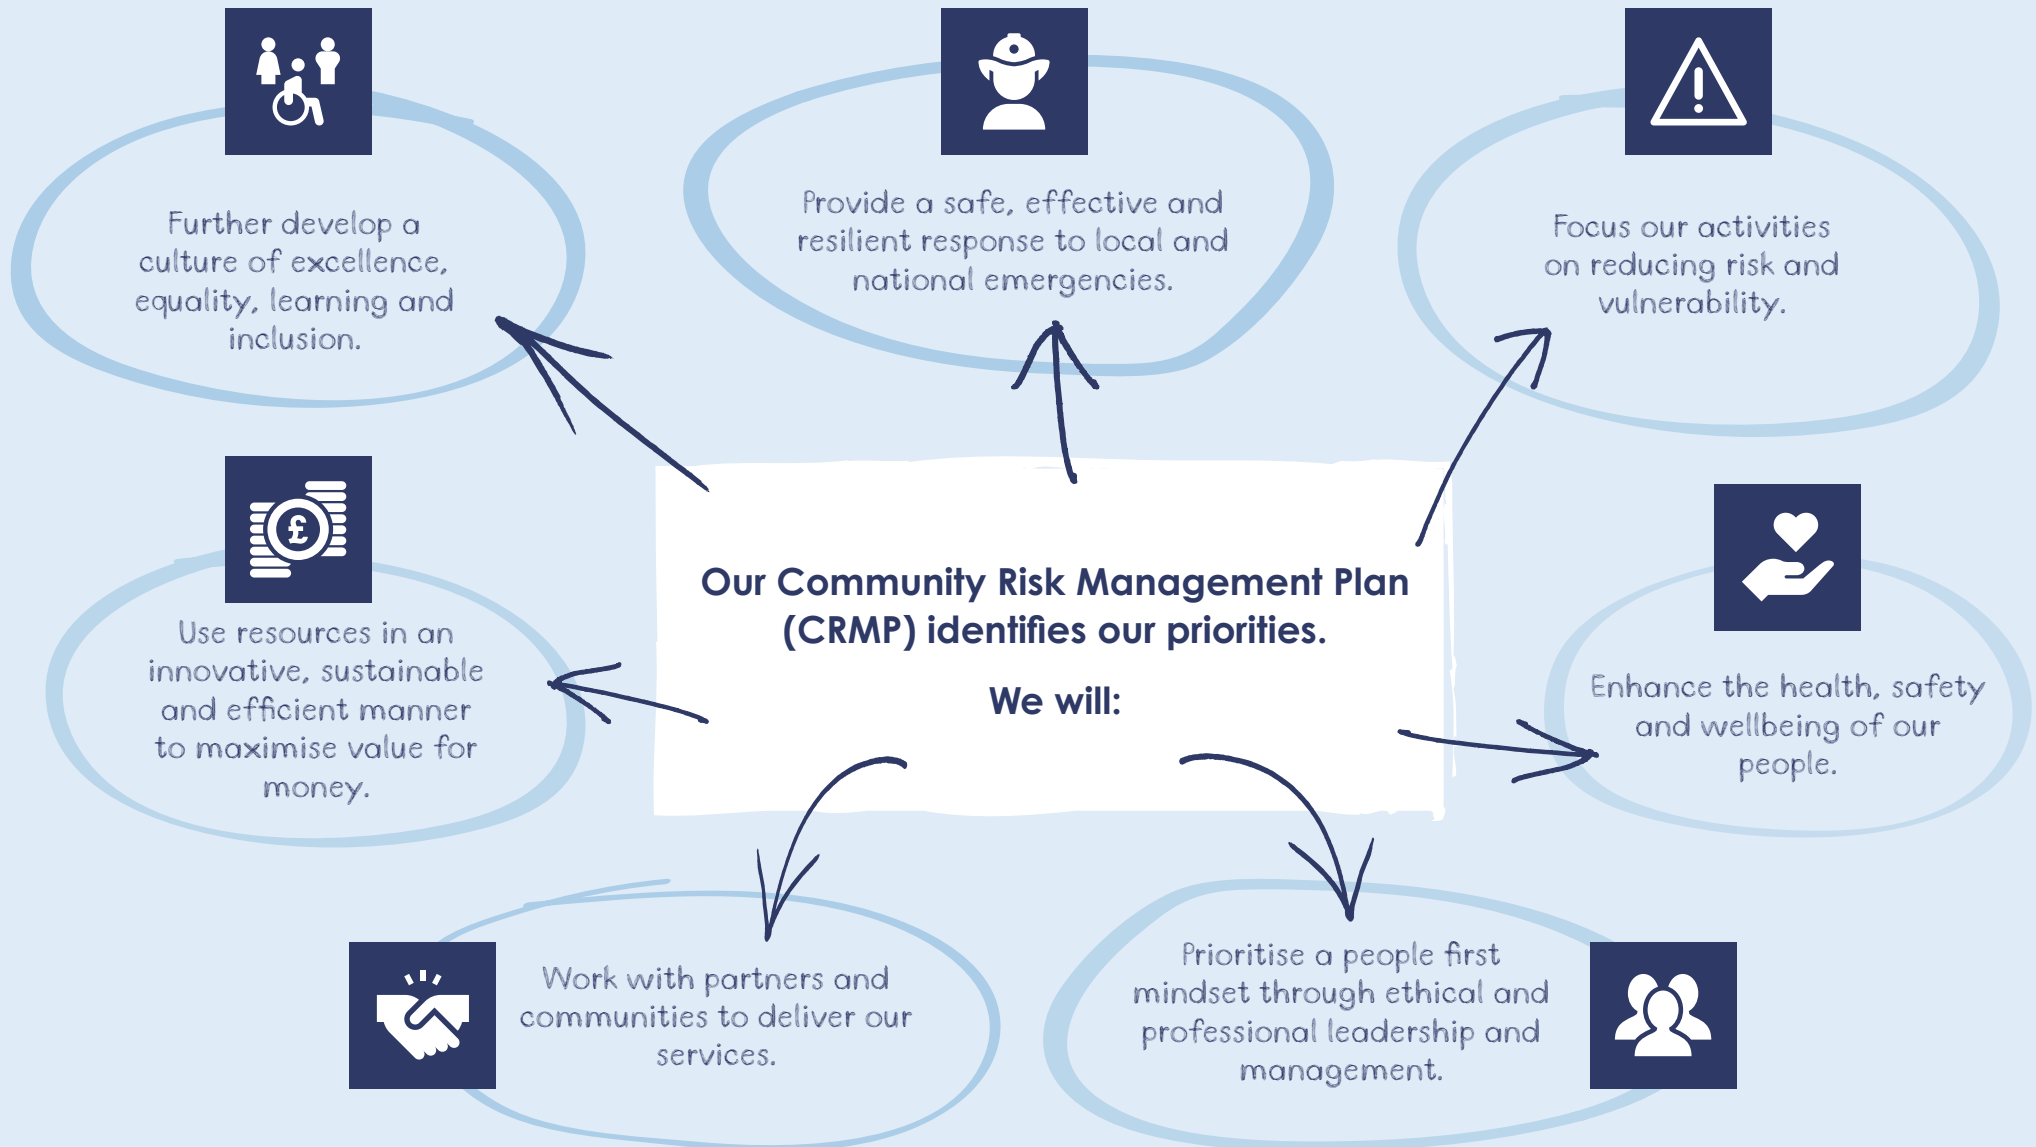 Further develop a
culture of excellence,
equality, learning and
inclusion.
Provide a safe, effective and
resilient response to local and
national emergencies.
Focus our activities
on reducing risk and
vulnerability.
£
Use resources in an
innovative, sustainable
and efficient manner
to maximise value for
money.
Our Community Risk Management Plan
(CRMP) identifies our priorities.
We will:
Enhance the health, safety
and wellbeing of our
people.
Work with partners and
communities to deliver our
services.
Prioritise a people first
mindset through ethical and
professional leadership and
management.